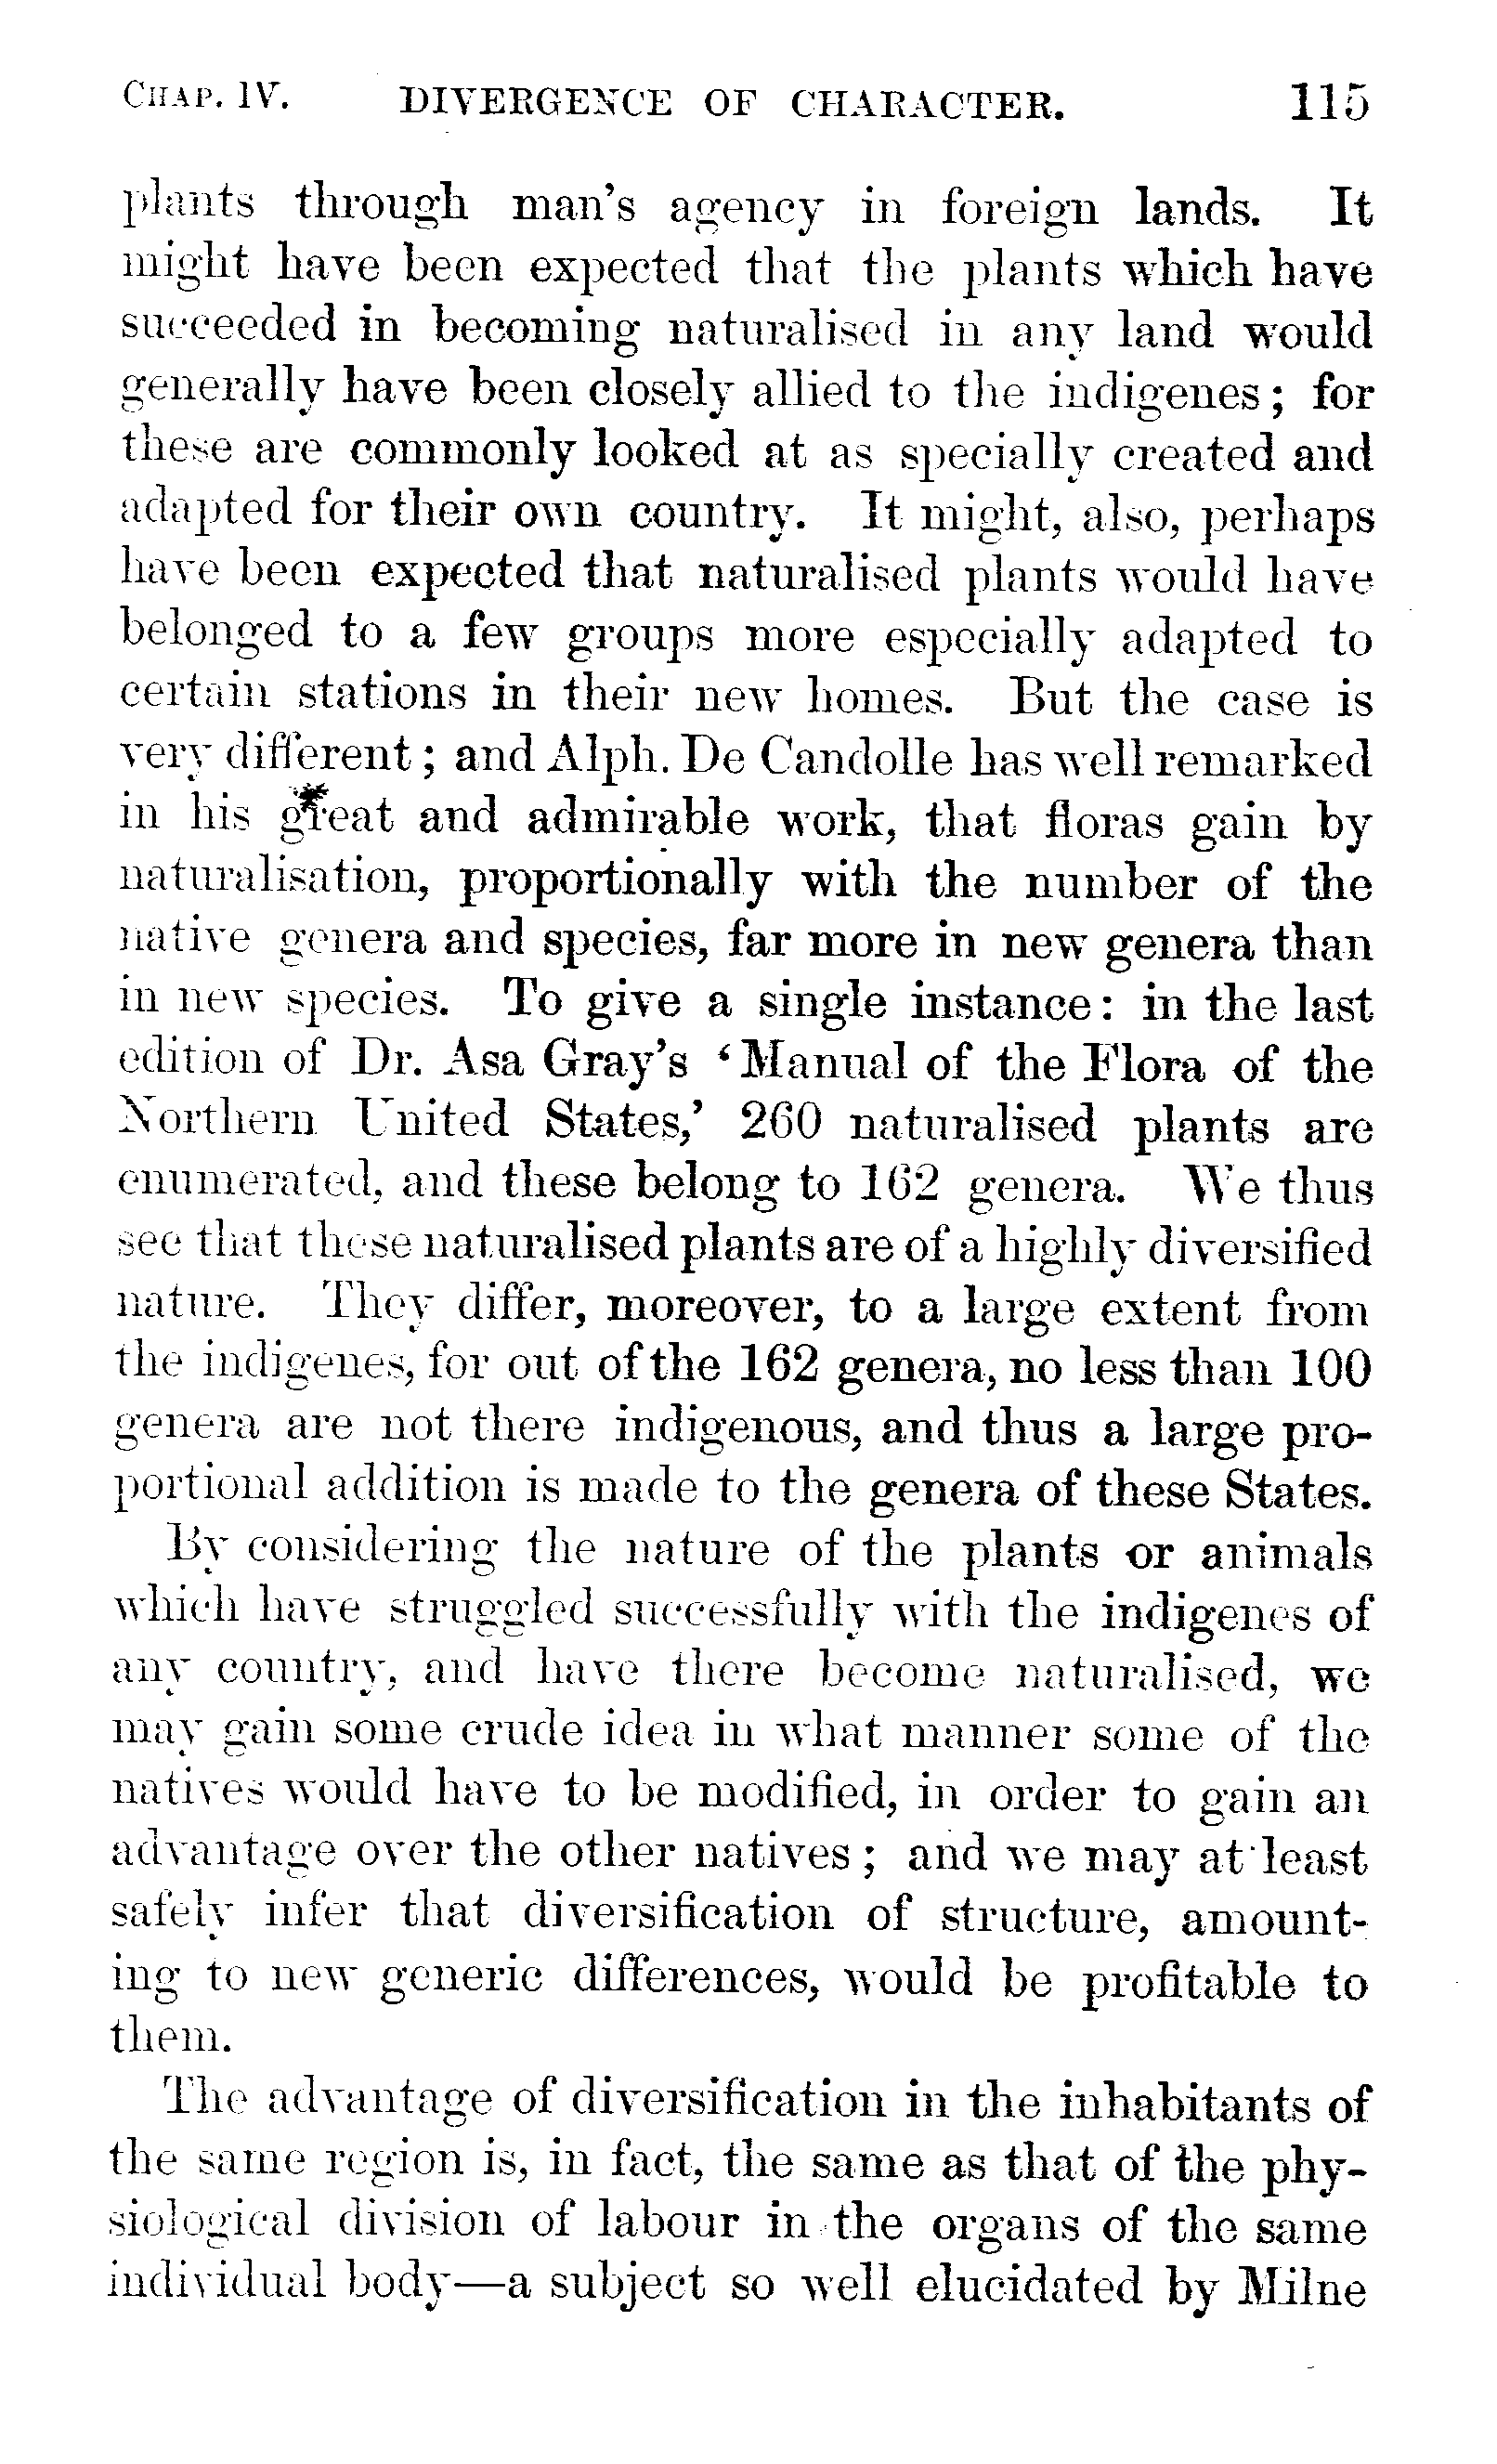 CHAP. IV. DIVERGENCE OF CHARACTER. 115
plants through man's agency in foreign lands. It
might have been expected that the plants which have
succeeded in becoming naturalised in any land would
generally have been closely allied to the indigenes; for
these are commonly looked at as specially created and
adapted for their own country. It might, also, perhaps
have been expected that naturalised plants would have
belonged to a few groups more especially adapted to
certain stations in their new homes. But the case is
very different; and Alph. De Candolle has well remarked
in his great and admirable work, that floras gain by
naturalisation, proportionally with the number of the
native genera and species, far more in new genera than
in new species. To give a single instance: in the last
edition of Dr. Asa Gray's 'Manual of the Flora of the
Northern United States,' 260 naturalised plants are
enumerated, and these belong to 162 genera. We thus
see that these naturalised plants are of a highly diversified
nature. They differ, moreover, to a large extent from
the indigenes, for out of the 162 genera, no less than 100
genera are not there indigenous, and thus a large pro-
portional addition is made to the genera of these States.
By considering the nature of the plants or animals
which have struggled successfully with the indigenes of
any country, and have there become naturalised, we
may gain some crude idea in what manner some of the
natives would have to be modified, in order to gain an
advantage over the other natives; and we may at least
safely infer that diversification of structure, amount-
ing to new generic differences, would be profitable to
them.
The advantage of diversification in the inhabitants of
the same region is, in fact, the same as that of the phy-
siological division of labour in the organs of the same
individual body—a subject so well elucidated by Milne